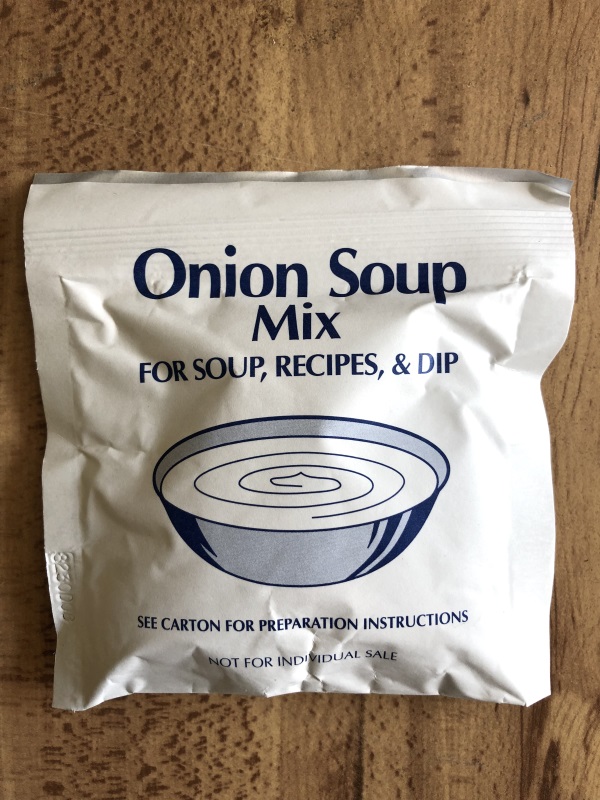 Onion Soup
Mix
FOR SOUP, RECIPES, & DIP
SEE CARTON FOR PREPARATION INSTRUCTIONS
NOT FOR INDIVIDUAL SALE